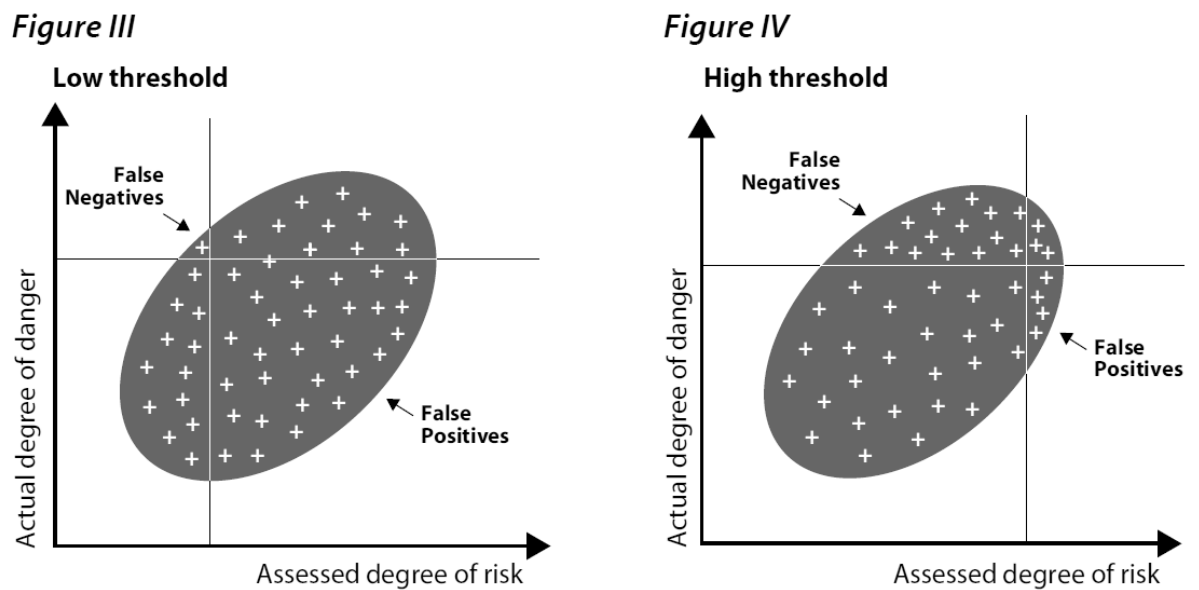 Figure III
Low threshold
False
Negatives
False
Positives
Actual degree of danger
Assessed degree of risk
Figure IV
High threshold
False
Negatives
False
Positives
Actual degree of danger
Assessed degree of risk